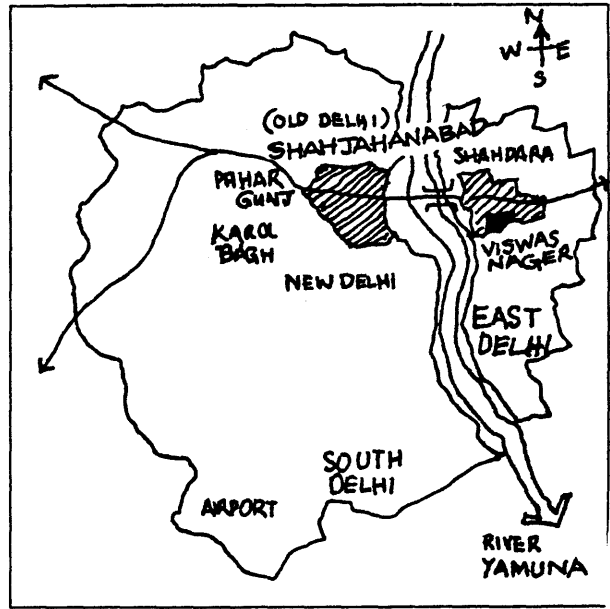 N
W E
S
(OLD DELHI)
SHAHJAHANABAD
SHAHDARA
PAHAR
GUNJ
KAROL
BAGH
VISWAS
NAGER
NEW DELHI
EAST
DELHI
SOUTH
DELHI
AIRPORT
RIVER
YAMUNA